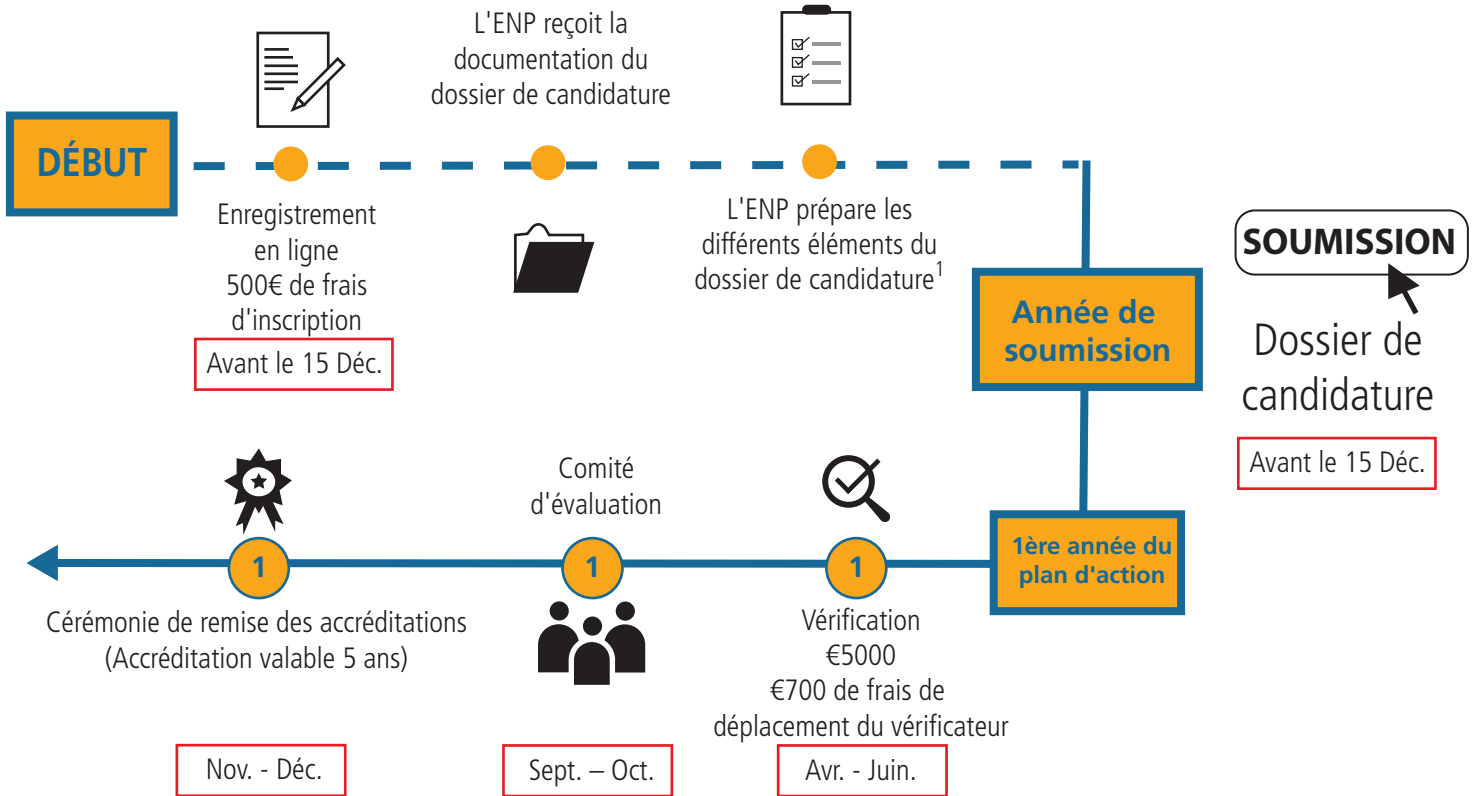 L'ENP reçoit la
documentation du
dossier de candidature
DÉBUT
Enregistrement
en ligne
500€ de frais
d'inscription
Avant le 15 Déc.
L'ENP prépare les
différents éléments du
dossier de candidature1
Année de
soumission
SOUMISSION
Dossier de
candidature
Avant le 15 Déc.
1ère année du
plan d'action
1
Vérification
€5000
€700 de frais de
déplacement du vérificateur
Avr. - Juin.
Comité
d'évaluation
1
Sept. – Oct.
1
Cérémonie de remise des accréditations
(Accréditation valable 5 ans)
Nov. - Déc.